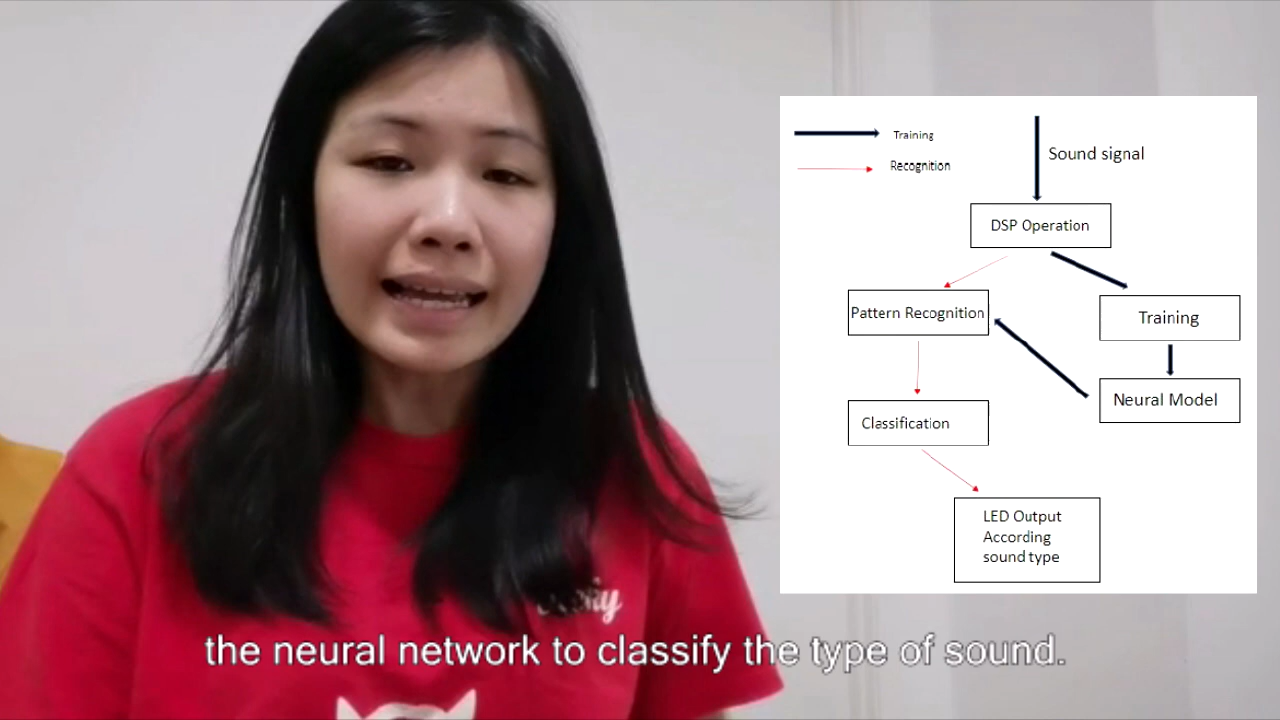 Training
Recognition
Sound signal
DSP Operation
Pattern Recognition
Training
Neural Model
Classification
LED Output
According
sound type
the neural network to classify the type of sound.